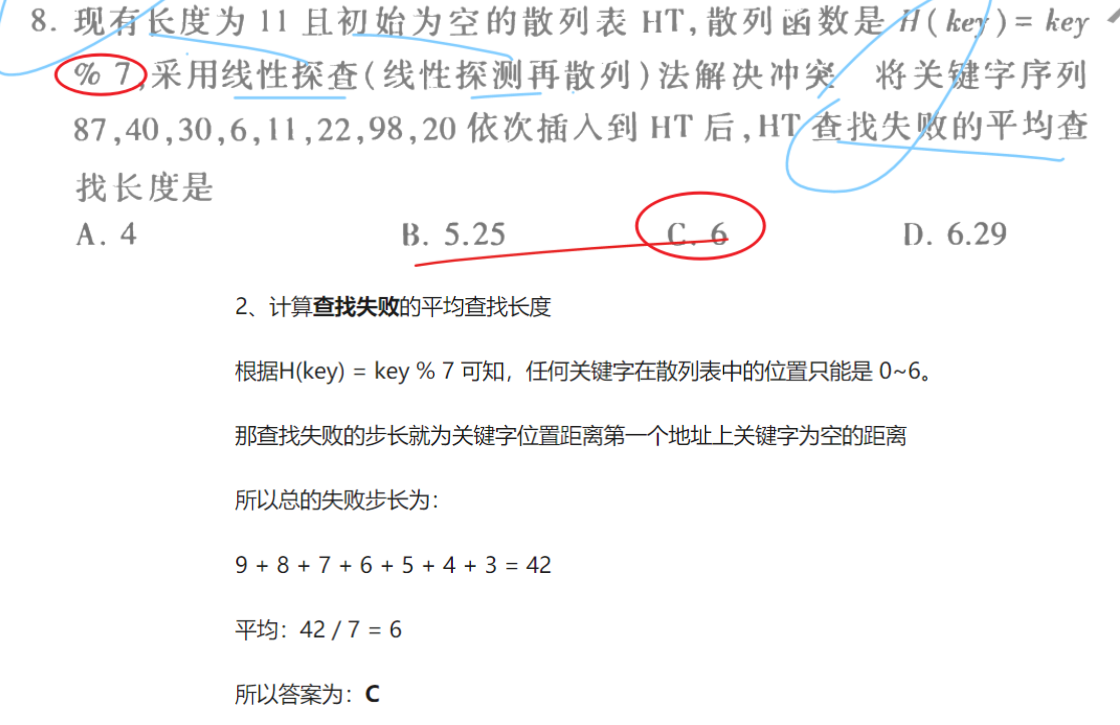 8. 现有长度为 11 且初始为空的散列表 HT,散列函数是 H(key)= key
% 7,采用线性探查(线性探测再散列)法解决冲突 将关键字序列
87,40,30,6,11,22,98,20 依次插入到 HT 后,HT 查找失败的平均查
找长度是
A. 4 B. 5.25 C. 6 D. 6.29
2、计算查找失败的平均查找长度
根据H(key) = key % 7 可知，任何关键字在散列表中的位置只能是 0~6。
那查找失败的步长就为关键字位置距离第一个地址上关键字为空的距离
所以总的失败步长为：
9 + 8 + 7 + 6 + 5 + 4 + 3 = 42
平均：42 / 7 = 6
所以答案为：C